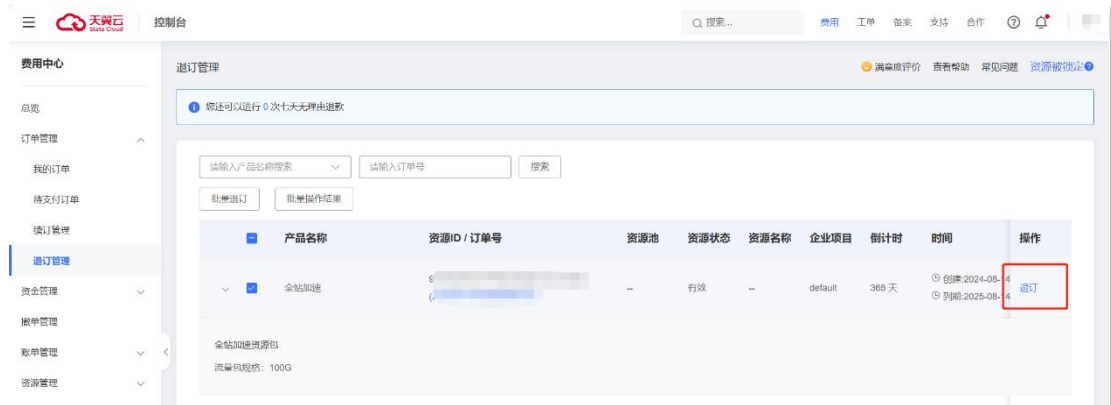 天翼云
State Cloud
控制台
搜索...
费用 工单 备案 支持 合作
费用中心
退订管理
满意度评价 查看帮助 常见问题 资源被锁定
您还可以进行 0 次七天无理由退款
总览
订单管理
我的订单
待支付订单
续订管理
退订管理
资金管理
撤单管理
账单管理
资源管理
请输入产品名称搜索 请输入订单号 搜索
批量退订 批量操作结果
产品名称 资源ID / 订单号 资源池 资源状态 资源名称 企业项目 倒计时 时间 操作
全站加速 -- 有效 -- default 365 天 创建:2024-08-14 退订
到期:2025-08-14
全站加速资源包
流量包规格：100G